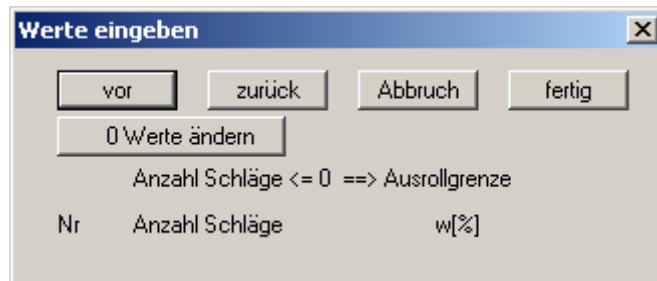 Werte eingeben
vor zurück Abbruch fertig
0 Werte ändern
Anzahl Schläge <= 0 ==> Ausrollgrenze
Nr Anzahl Schläge w[%]